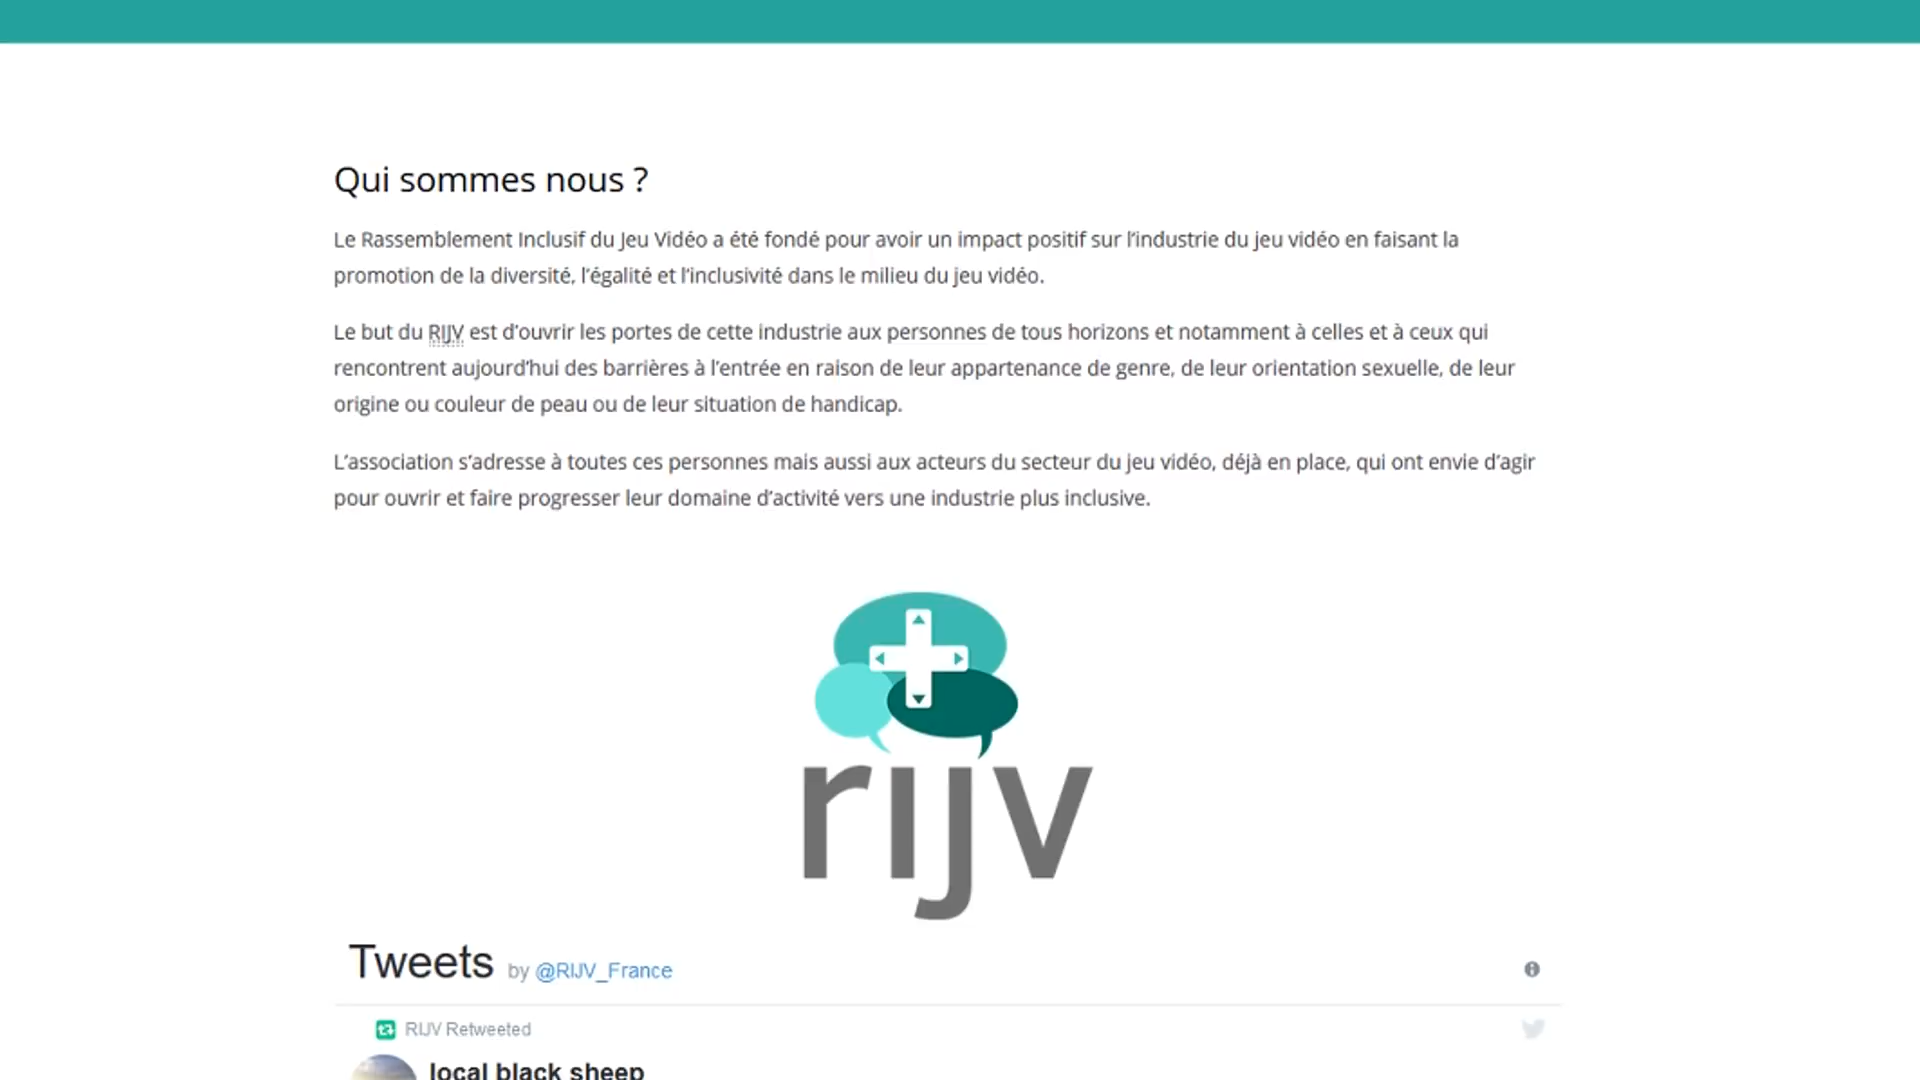 Qui sommes nous ?
Le Rassemblement Inclusif du Jeu Vidéo a été fondé pour avoir un impact positif sur l'industrie du jeu vidéo en faisant la
promotion de la diversité, l'égalité et l'inclusivité dans le milieu du jeu vidéo.
Le but du RIJV est d'ouvrir les portes de cette industrie aux personnes de tous horizons et notamment à celles et à ceux qui
rencontrent aujourd'hui des barrières à l'entrée en raison de leur appartenance de genre, de leur orientation sexuelle, de leur
origine ou couleur de peau ou de leur situation de handicap.
L'association s'adresse à toutes ces personnes mais aussi aux acteurs du secteur du jeu vidéo, déjà en place, qui ont envie d'agir
pour ouvrir et faire progresser leur domaine d'activité vers une industrie plus inclusive.
rijv
Tweets by @RIJV_France
RIJV Retweeted
local black sheep